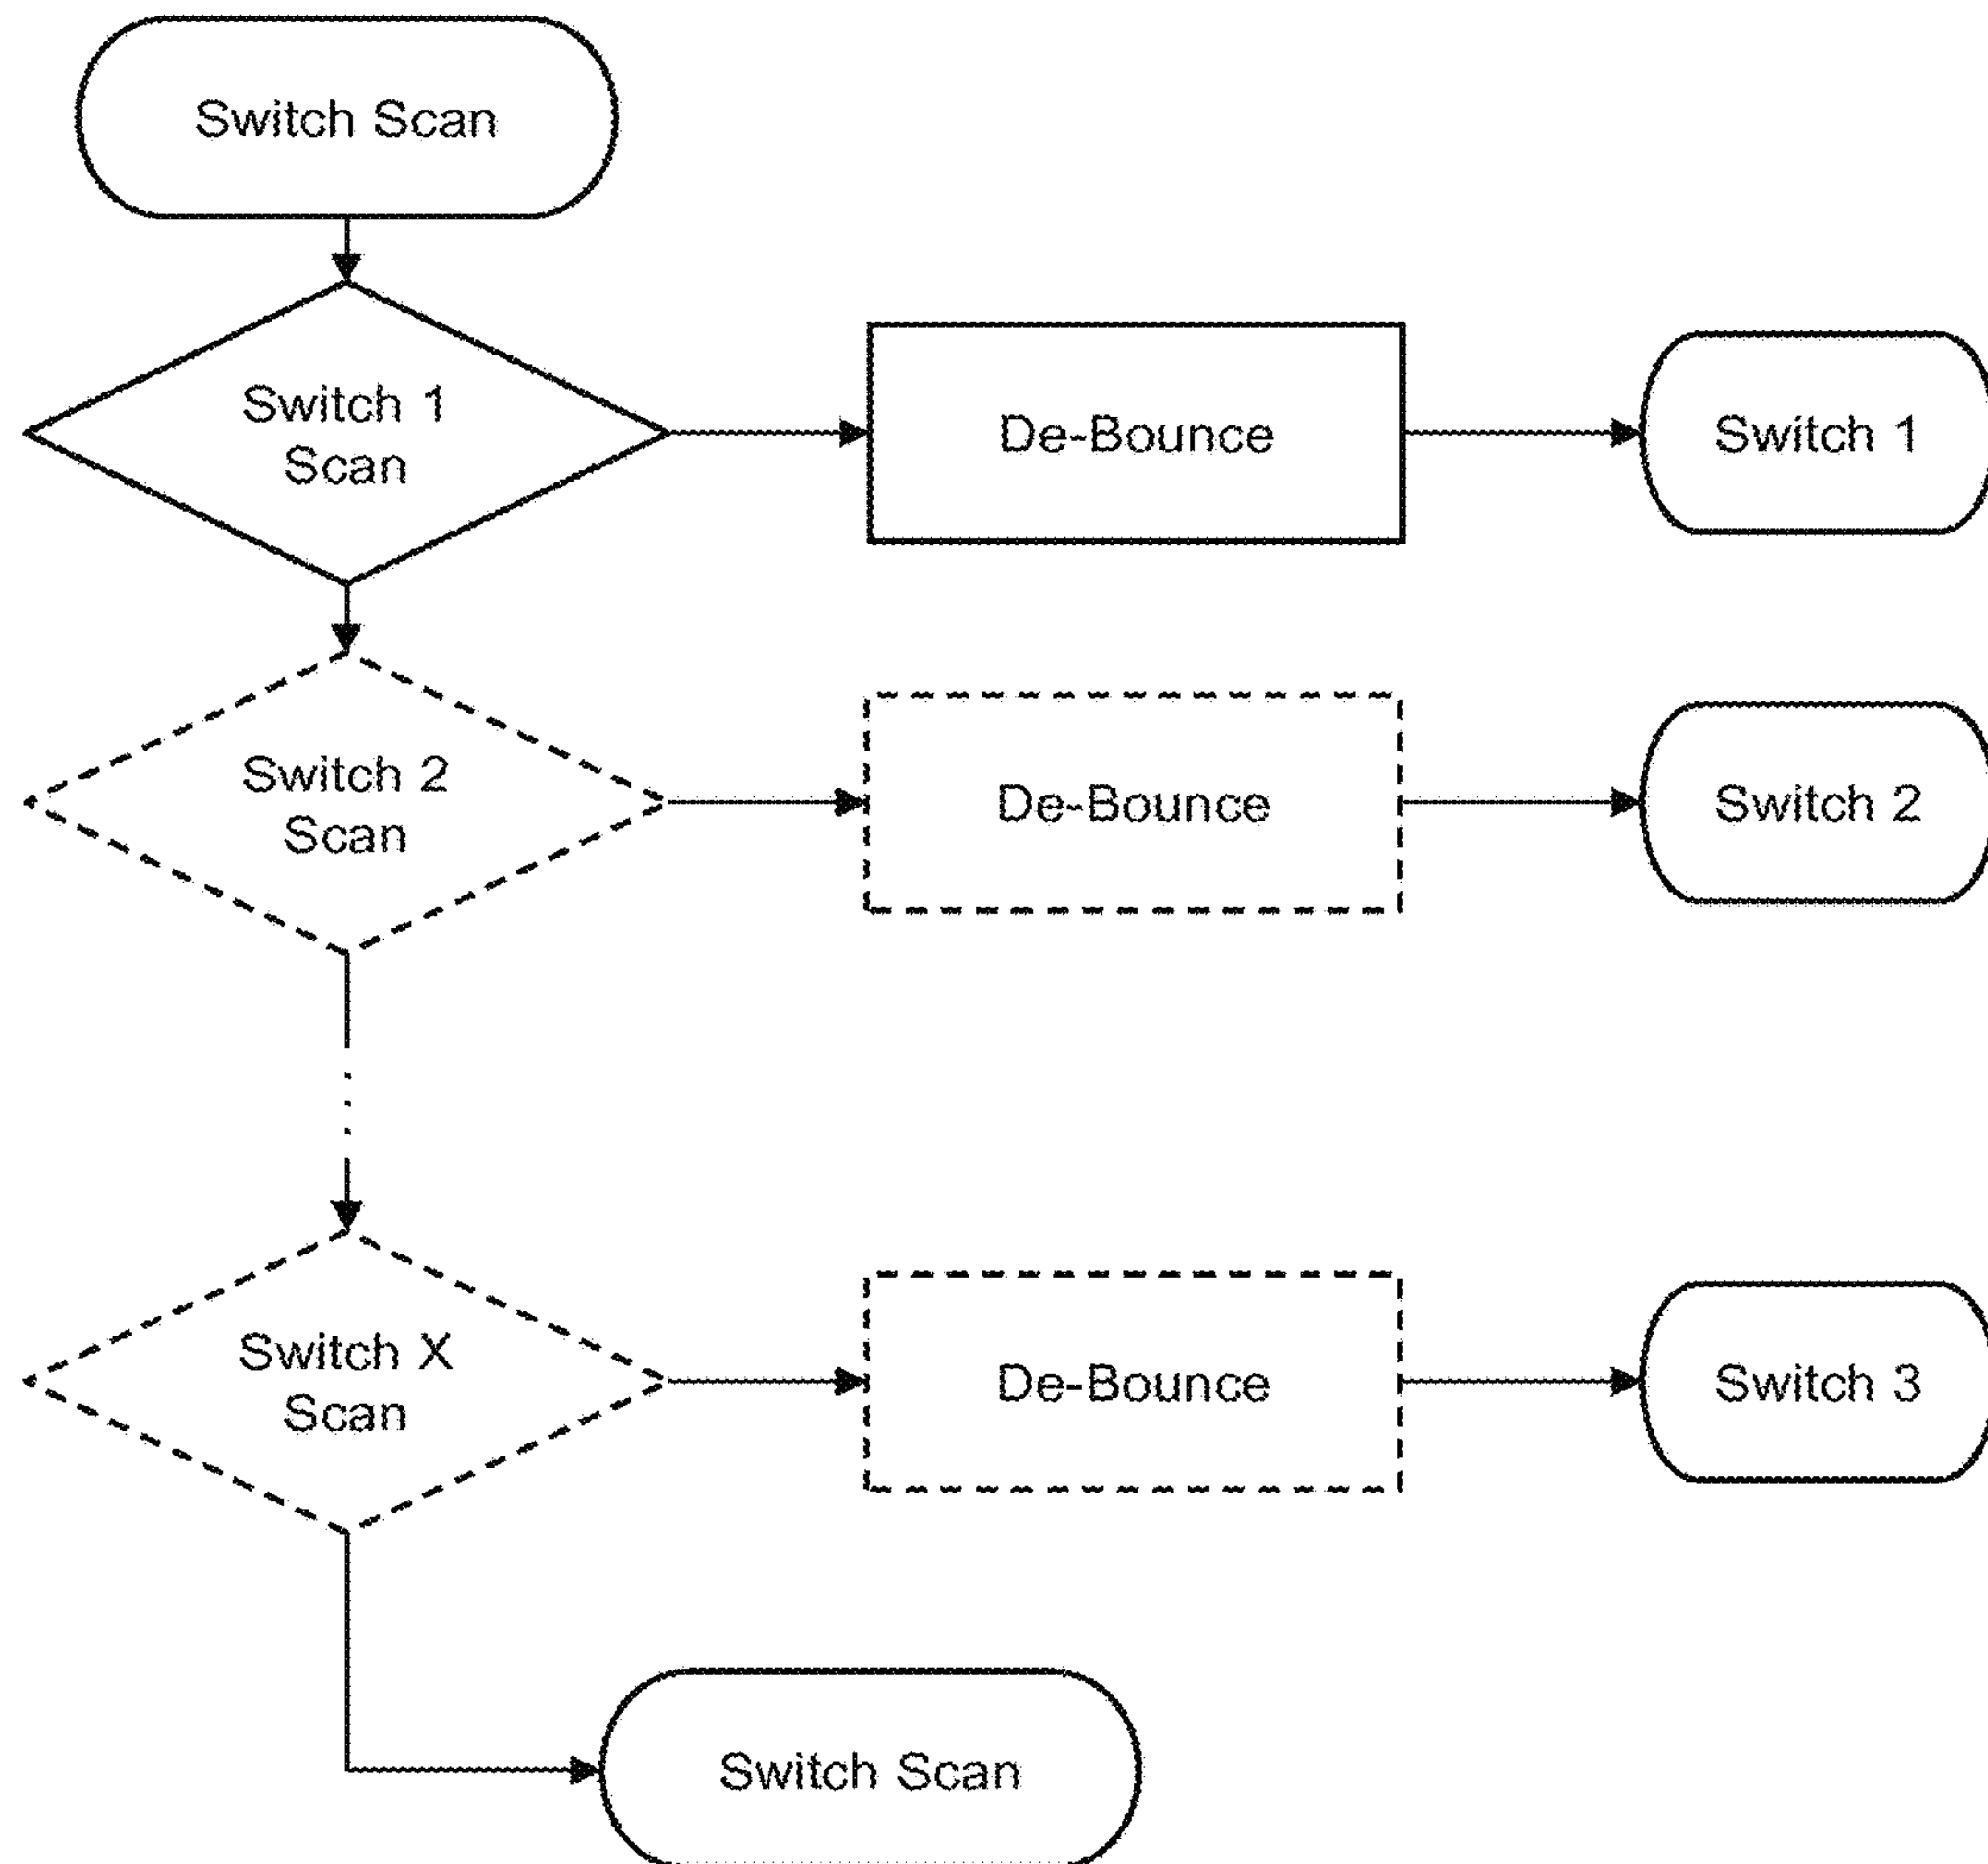 Switch Scan
Switch 1
Scan
De-Bounce
Switch 1
Switch 2
Scan
De-Bounce
Switch 2
Switch X
Scan
De-Bounce
Switch 3
Switch Scan